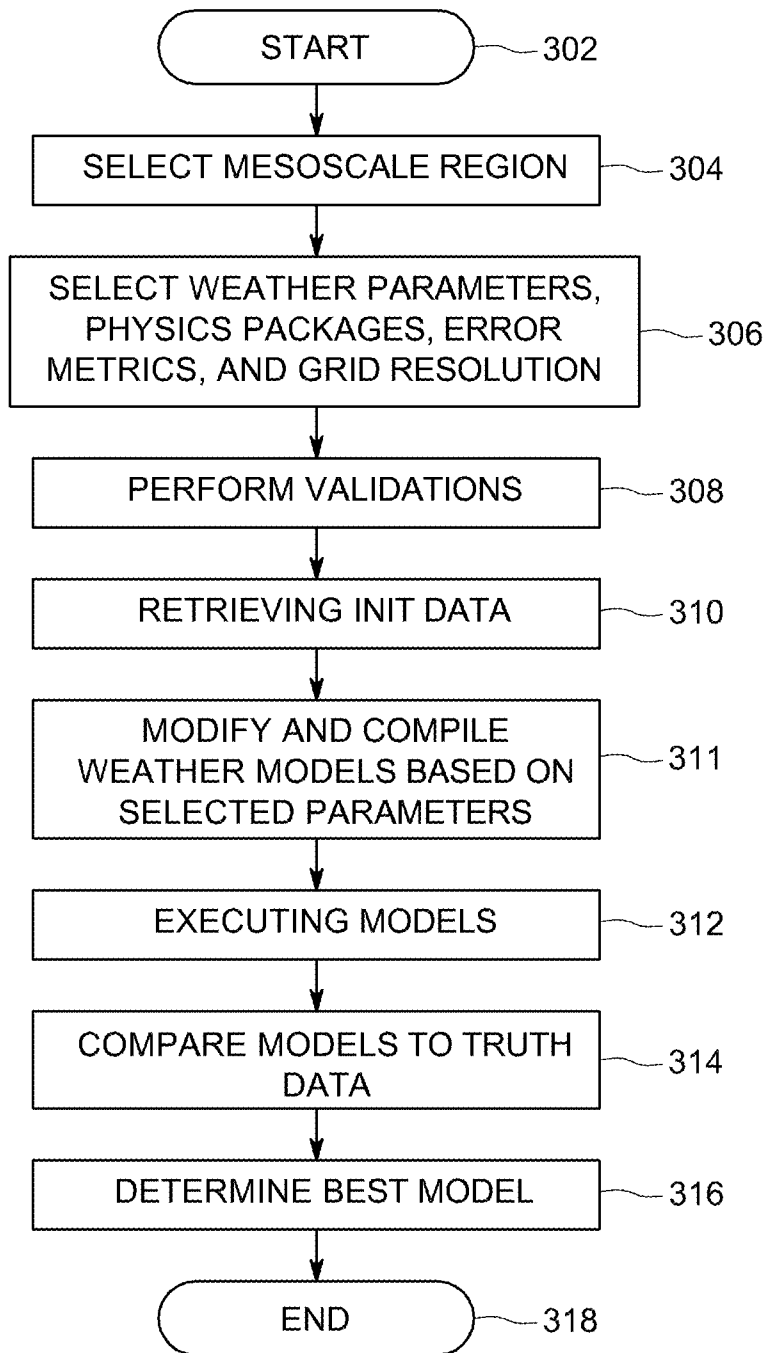 START
302
SELECT MESOSCALE REGION
304
SELECT WEATHER PARAMETERS,
PHYSICS PACKAGES, ERROR
METRICS, AND GRID RESOLUTION
306
PERFORM VALIDATIONS
308
RETRIEVING INIT DATA
310
MODIFY AND COMPILE
WEATHER MODELS BASED ON
SELECTED PARAMETERS
311
EXECUTING MODELS
312
COMPARE MODELS TO TRUTH
DATA
314
DETERMINE BEST MODEL
316
END
318